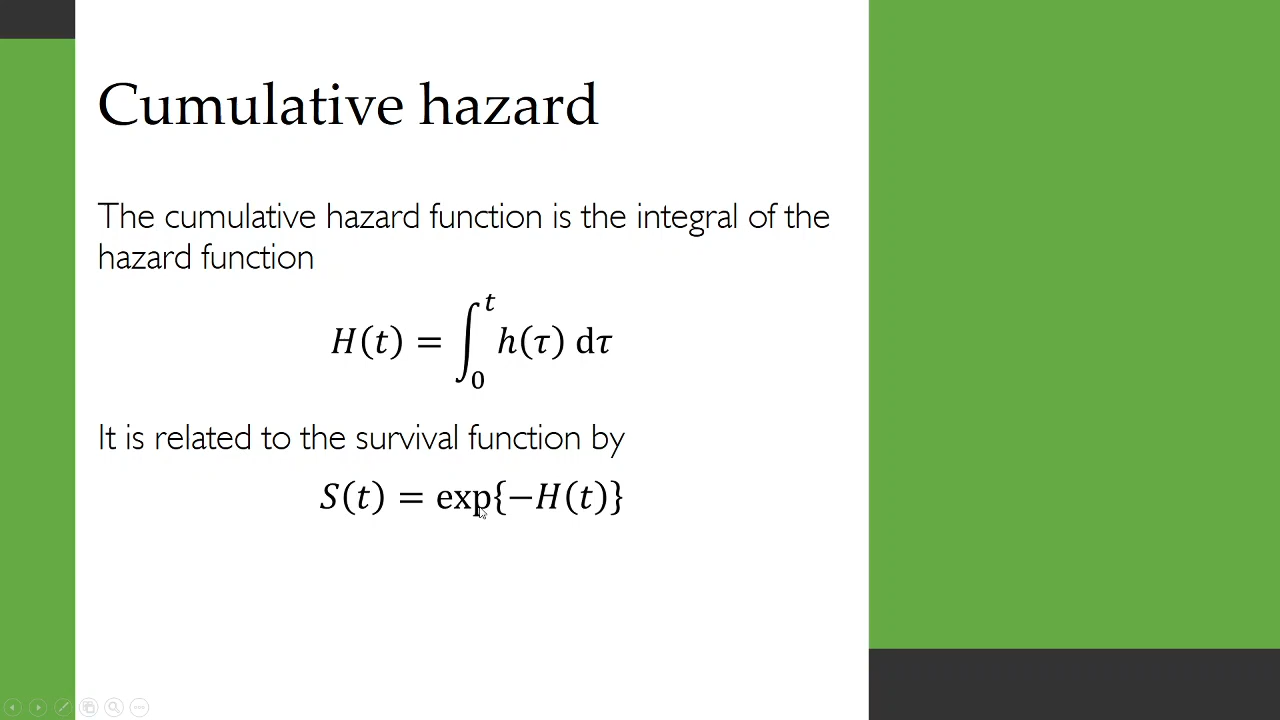 Cumulative hazard
The cumulative hazard function is the integral of the
hazard function
H(t) = ∫₀ᵗ h(τ) dτ
It is related to the survival function by
S(t) = exp{−H(t)}